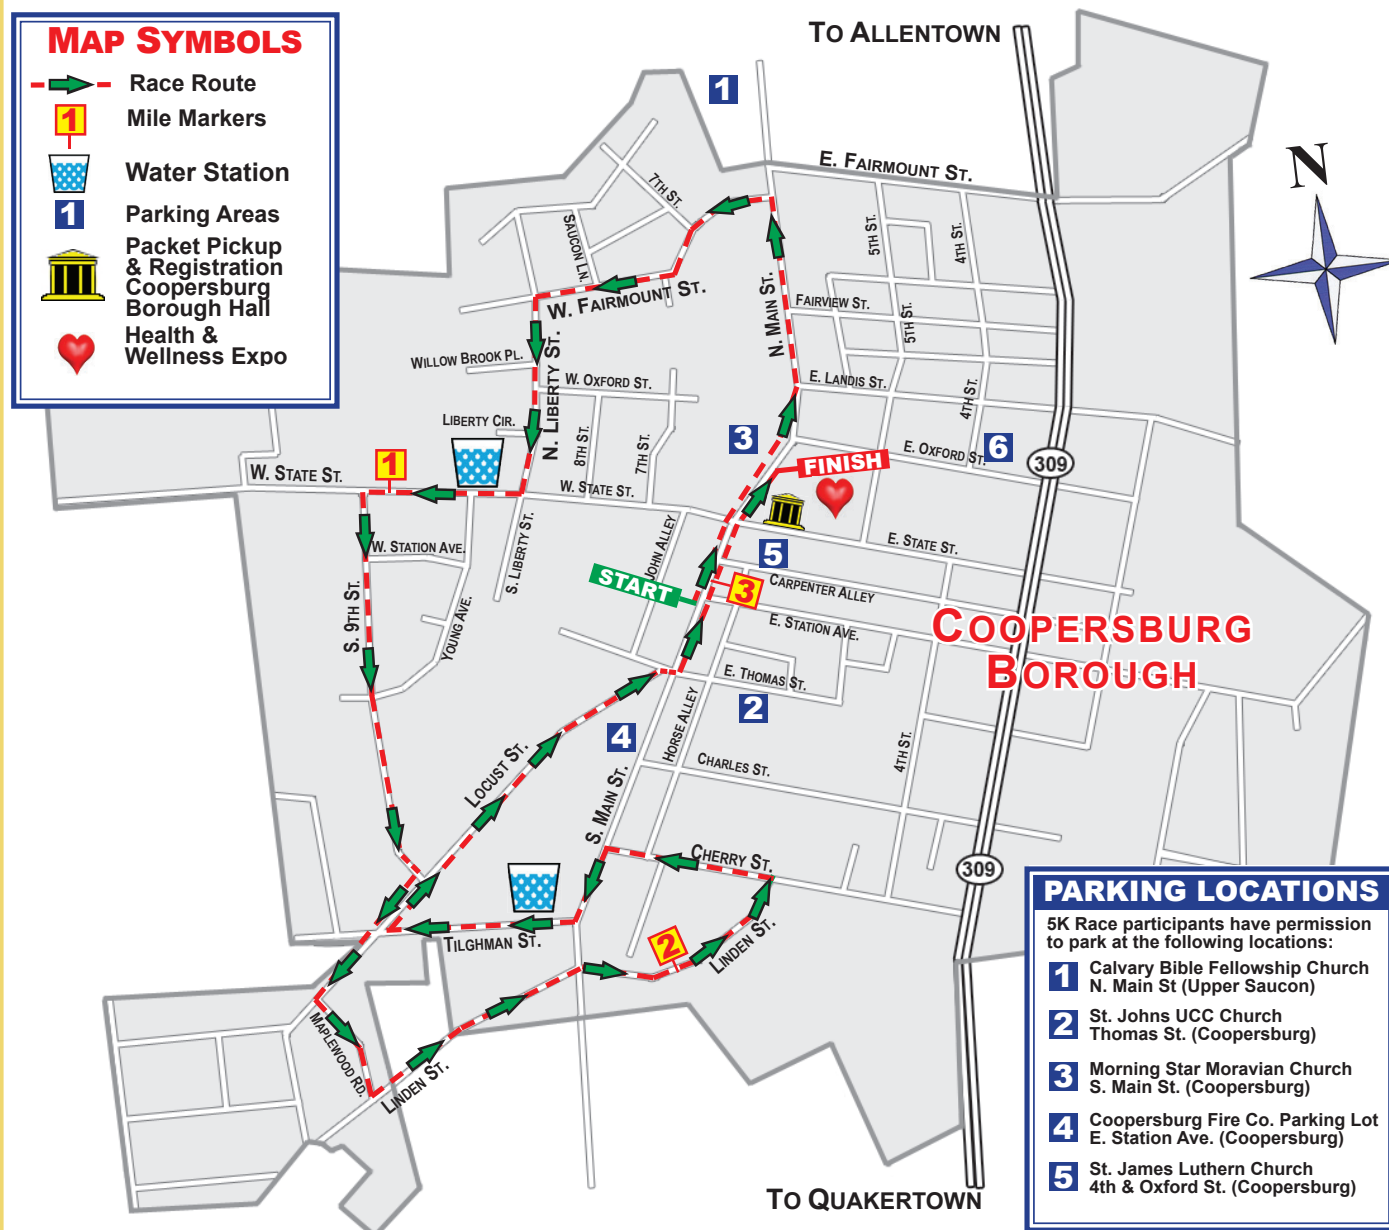 MAP SYMBOLS
Race Route
1
Mile Markers
Water Station
1
Parking Areas
Packet Pickup
& Registration
Coopersburg
Borough Hall
Health &
Wellness Expo
TO ALLENTOWN
1
N
E. FAIRMOUNT ST.
7TH ST.
SAUCON LN.
5TH ST.
4TH ST.
W. FAIRMOUNT ST.
N. MAIN ST.
FAIRVIEW ST.
5TH ST.
WILLOW BROOK PL.
N. LIBERTY ST.
W. OXFORD ST.
E. LANDIS ST.
4TH ST.
LIBERTY CIR.
8TH ST.
7TH ST.
3
E. OXFORD ST.
6
309
W. STATE ST.
1
FINISH
W. STATE ST.
S. LIBERTY ST.
JOHN ALLEY
E. STATE ST.
W. STATION AVE.
5
START
3
CARPENTER ALLEY
S. 9TH ST.
YOUNG AVE.
E. STATION AVE.
COOPERSBURG
BOROUGH
E. THOMAS ST.
2
HORSE ALLEY
4
4TH ST.
LOCUST ST.
CHARLES ST.
S. MAIN ST.
CHERRY ST.
309
TILGHMAN ST.
2
LINDEN ST.
MAPLEWOOD RD.
LINDEN ST.
TO QUAKERTOWN
PARKING LOCATIONS
5K Race participants have permission
to park at the following locations:
1 Calvary Bible Fellowship Church
N. Main St (Upper Saucon)
2 St. Johns UCC Church
Thomas St. (Coopersburg)
3 Morning Star Moravian Church
S. Main St. (Coopersburg)
4 Coopersburg Fire Co. Parking Lot
E. Station Ave. (Coopersburg)
5 St. James Luthern Church
4th & Oxford St. (Coopersburg)